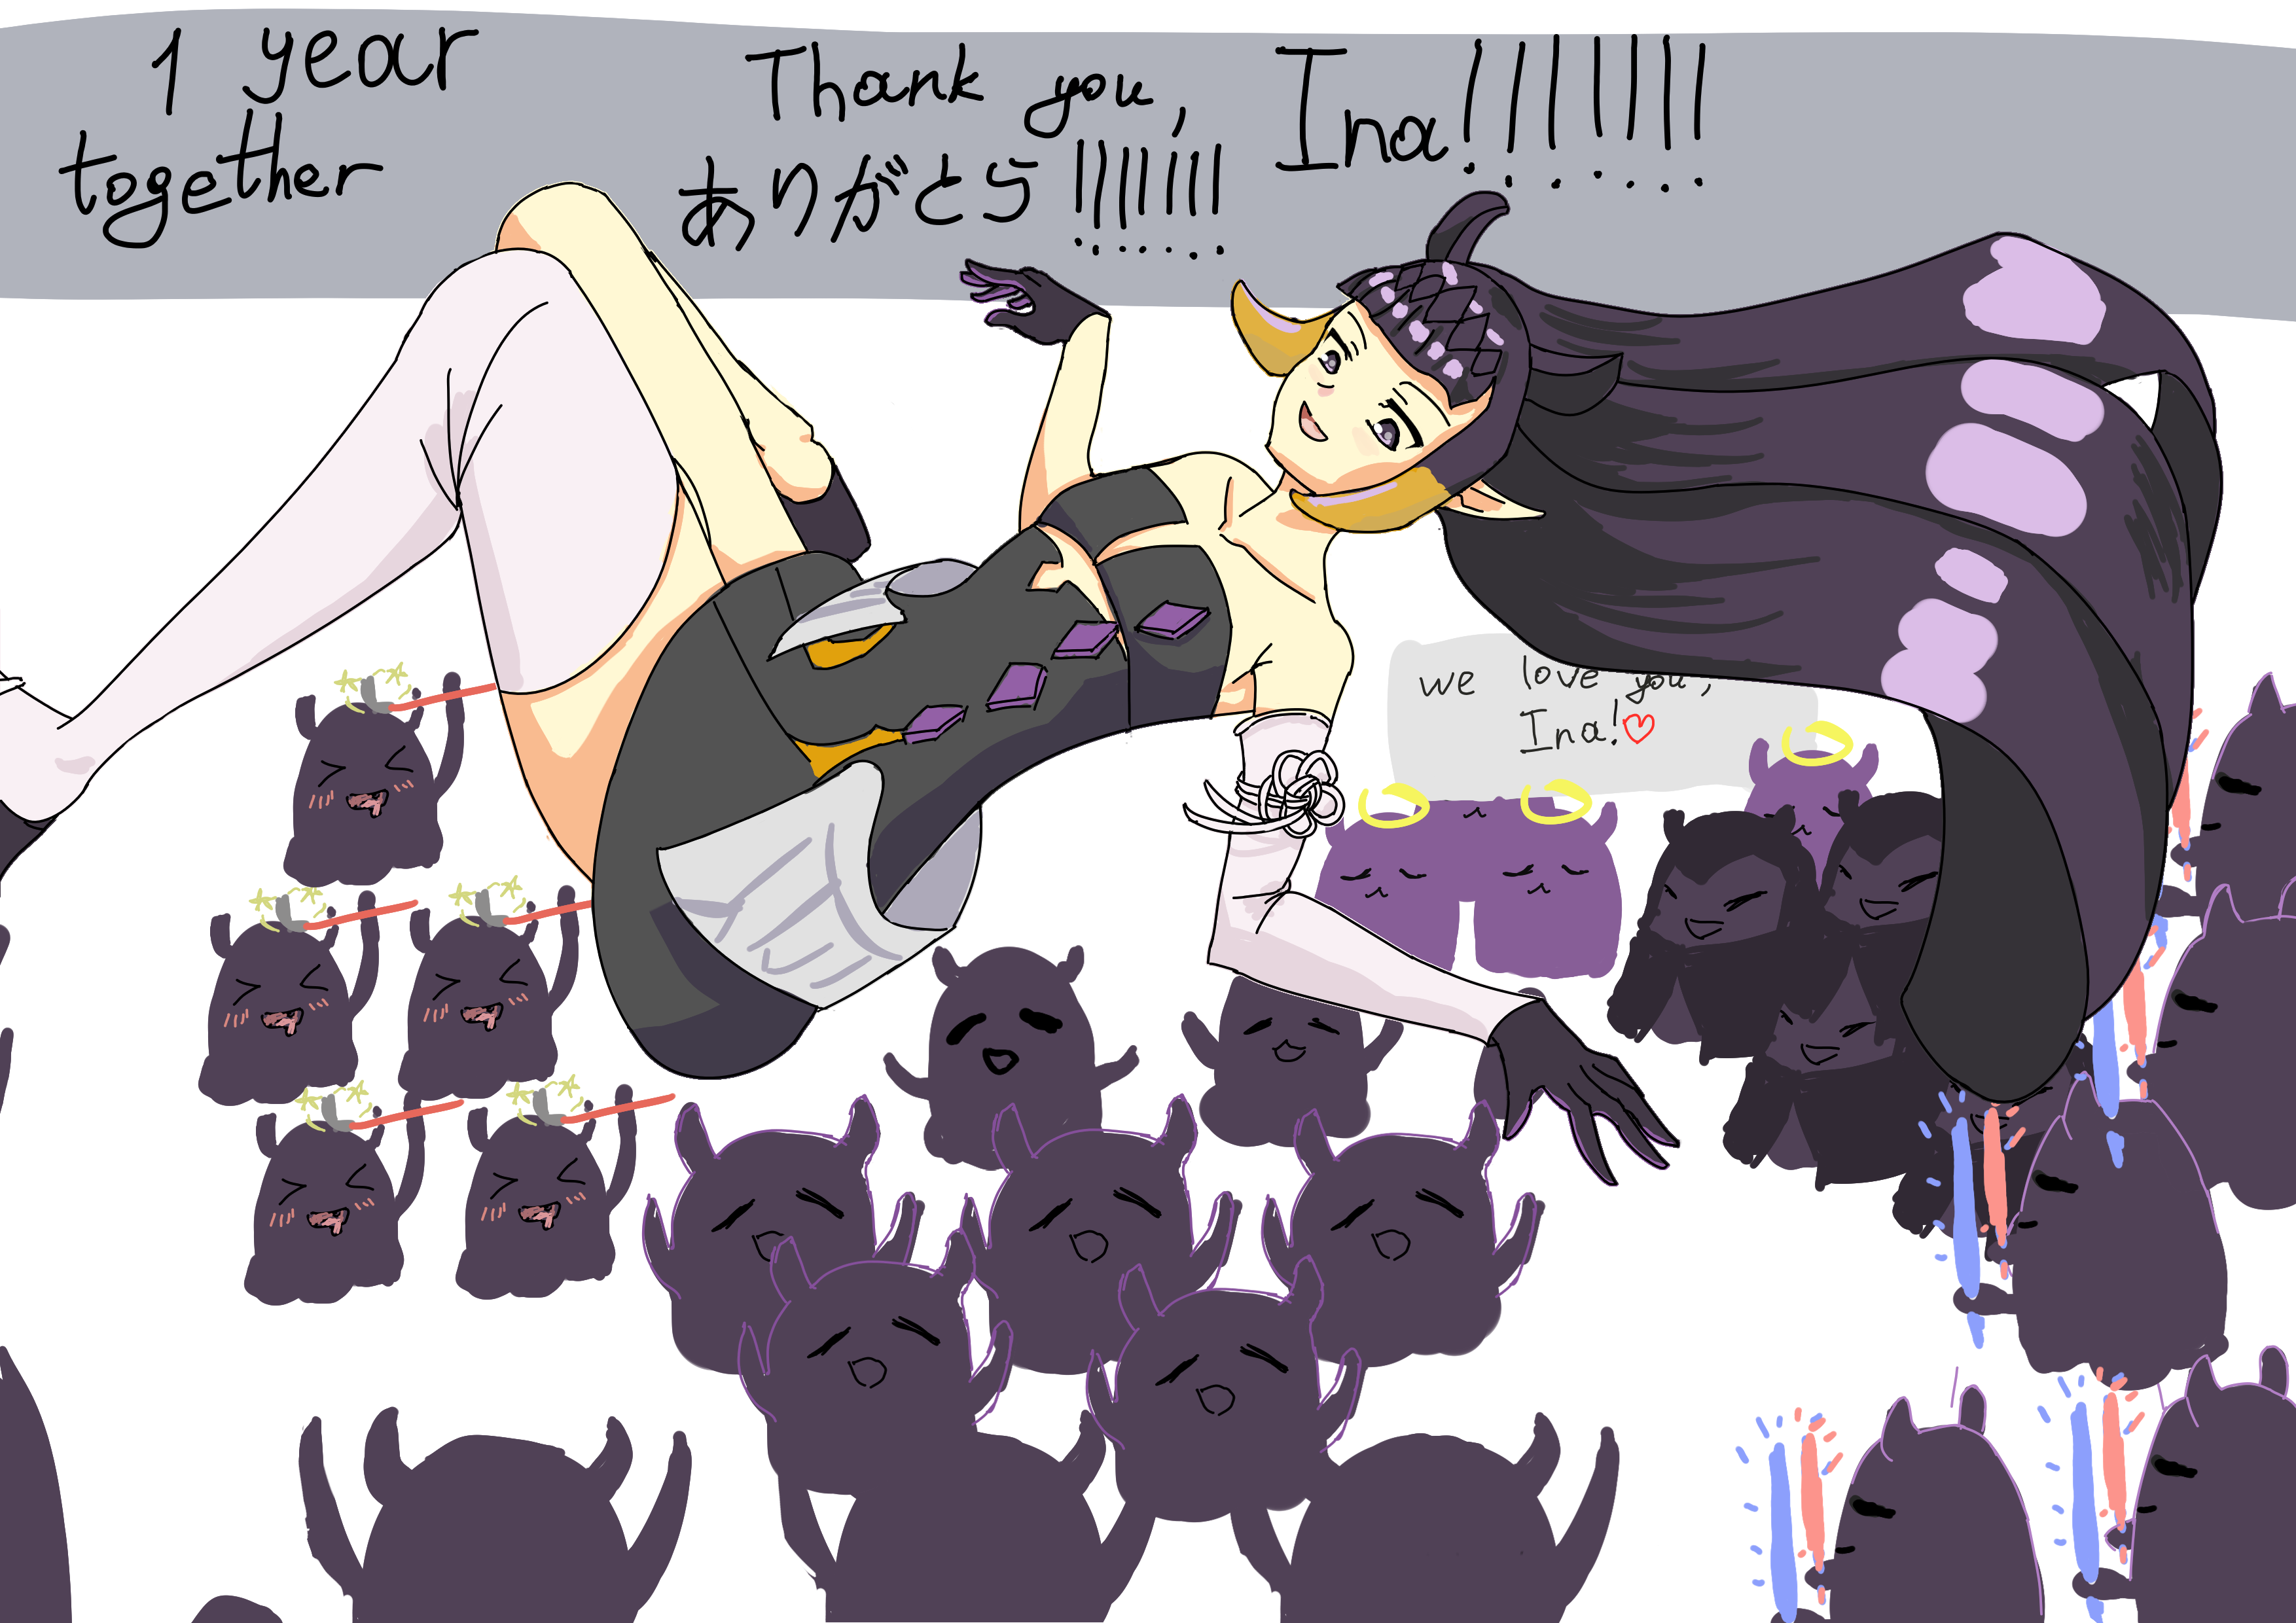 1 year
together
Thank you, Ina!!!!!!!
ありがとう!!!!!!!
we love you,
Ina!♡